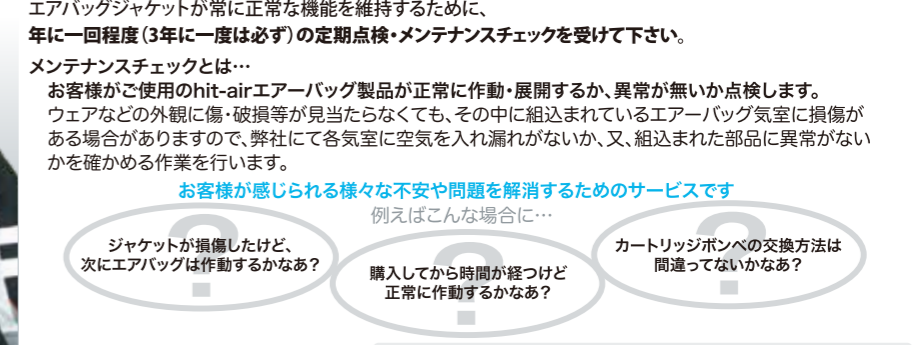 エアバッグジャケットが常に正常な機能を維持するために、
年に一回程度(3年に一度は必ず)の定期点検・メンテナンスチェックを受けて下さい。
メンテナンスチェックとは…
お客様がご使用のhit-airエアーバッグ製品が正常に作動・展開するか、異常が無いか点検します。
ウェアなどの外観に傷・破損等が見当たらなくても、その中に組込まれているエアーバッグ気室に損傷が
ある場合がありますので、弊社にて各気室に空気を入れ漏れがないか、又、組込まれた部品に異常がない
かを確かめる作業を行います。
お客様が感じられる様々な不安や問題を解消するためのサービスです
例えばこんな場合に…
?
ジャケットが損傷したけど、
次にエアバッグは作動するかなあ?
?
購入してから時間が経つけど
正常に作動するかなあ?
?
カートリッジボンベの交換方法は
間違ってないかなあ?